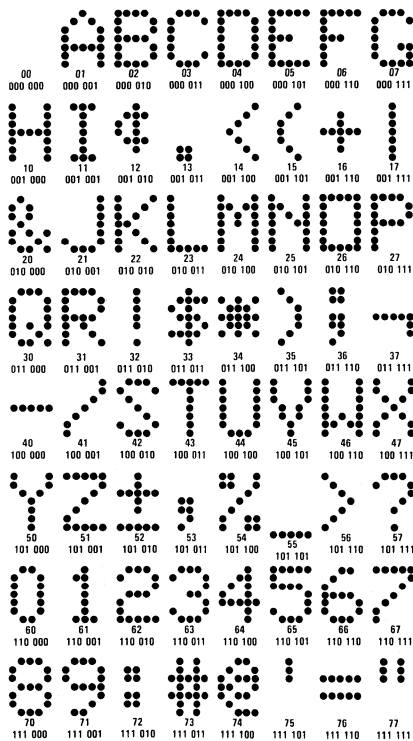 A B C D E F G
00 01 02 03 04 05 06 07
000 000 000 001 000 010 000 011 000 100 000 101 000 110 000 111
H I ¢ . < ( + |
10 11 12 13 14 15 16 17
001 000 001 001 001 010 001 011 001 100 001 101 001 110 001 111
& J K L M N O P
20 21 22 23 24 25 26 27
010 000 010 001 010 010 010 011 010 100 010 101 010 110 010 111
Q R ! $ * ) ; ¬
30 31 32 33 34 35 36 37
011 000 011 001 011 010 011 011 011 100 011 101 011 110 011 111
- / S T U V W X
40 41 42 43 44 45 46 47
100 000 100 001 100 010 100 011 100 100 100 101 100 110 100 111
Y Z ± , % _ > ?
50 51 52 53 54 55 56 57
101 000 101 001 101 010 101 011 101 100 101 101 101 110 101 111
0 1 2 3 4 5 6 7
60 61 62 63 64 65 66 67
110 000 110 001 110 010 110 011 110 100 110 101 110 110 110 111
8 9 : # @ ' = "
70 71 72 73 74 75 76 77
111 000 111 001 111 010 111 011 111 100 111 101 111 110 111 111